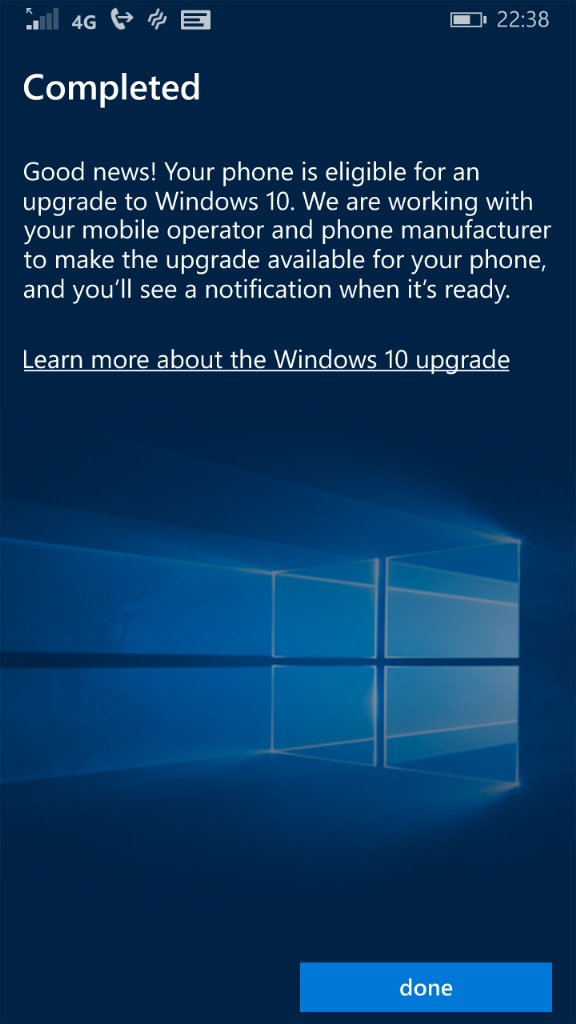 4G 22:38
Completed
Good news! Your phone is eligible for an
upgrade to Windows 10. We are working with
your mobile operator and phone manufacturer
to make the upgrade available for your phone,
and you’ll see a notification when it’s ready.
Learn more about the Windows 10 upgrade
done